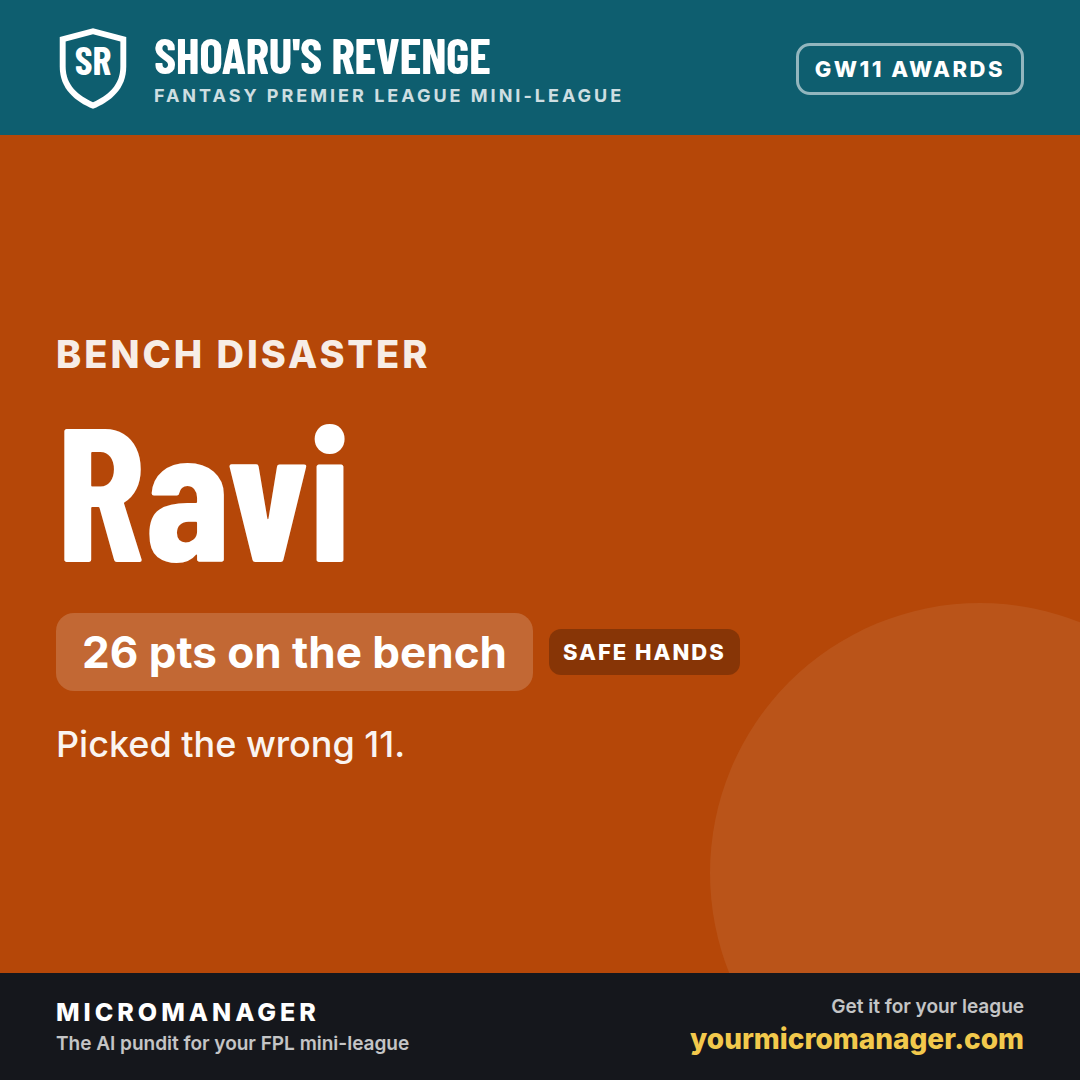 SR
SHOARU'S REVENGE
FANTASY PREMIER LEAGUE MINI-LEAGUE
GW11 AWARDS
BENCH DISASTER
Ravi
26 pts on the bench
SAFE HANDS
Picked the wrong 11.
MICROMANAGER
The AI pundit for your FPL mini-league
Get it for your league
yourmicromanager.com